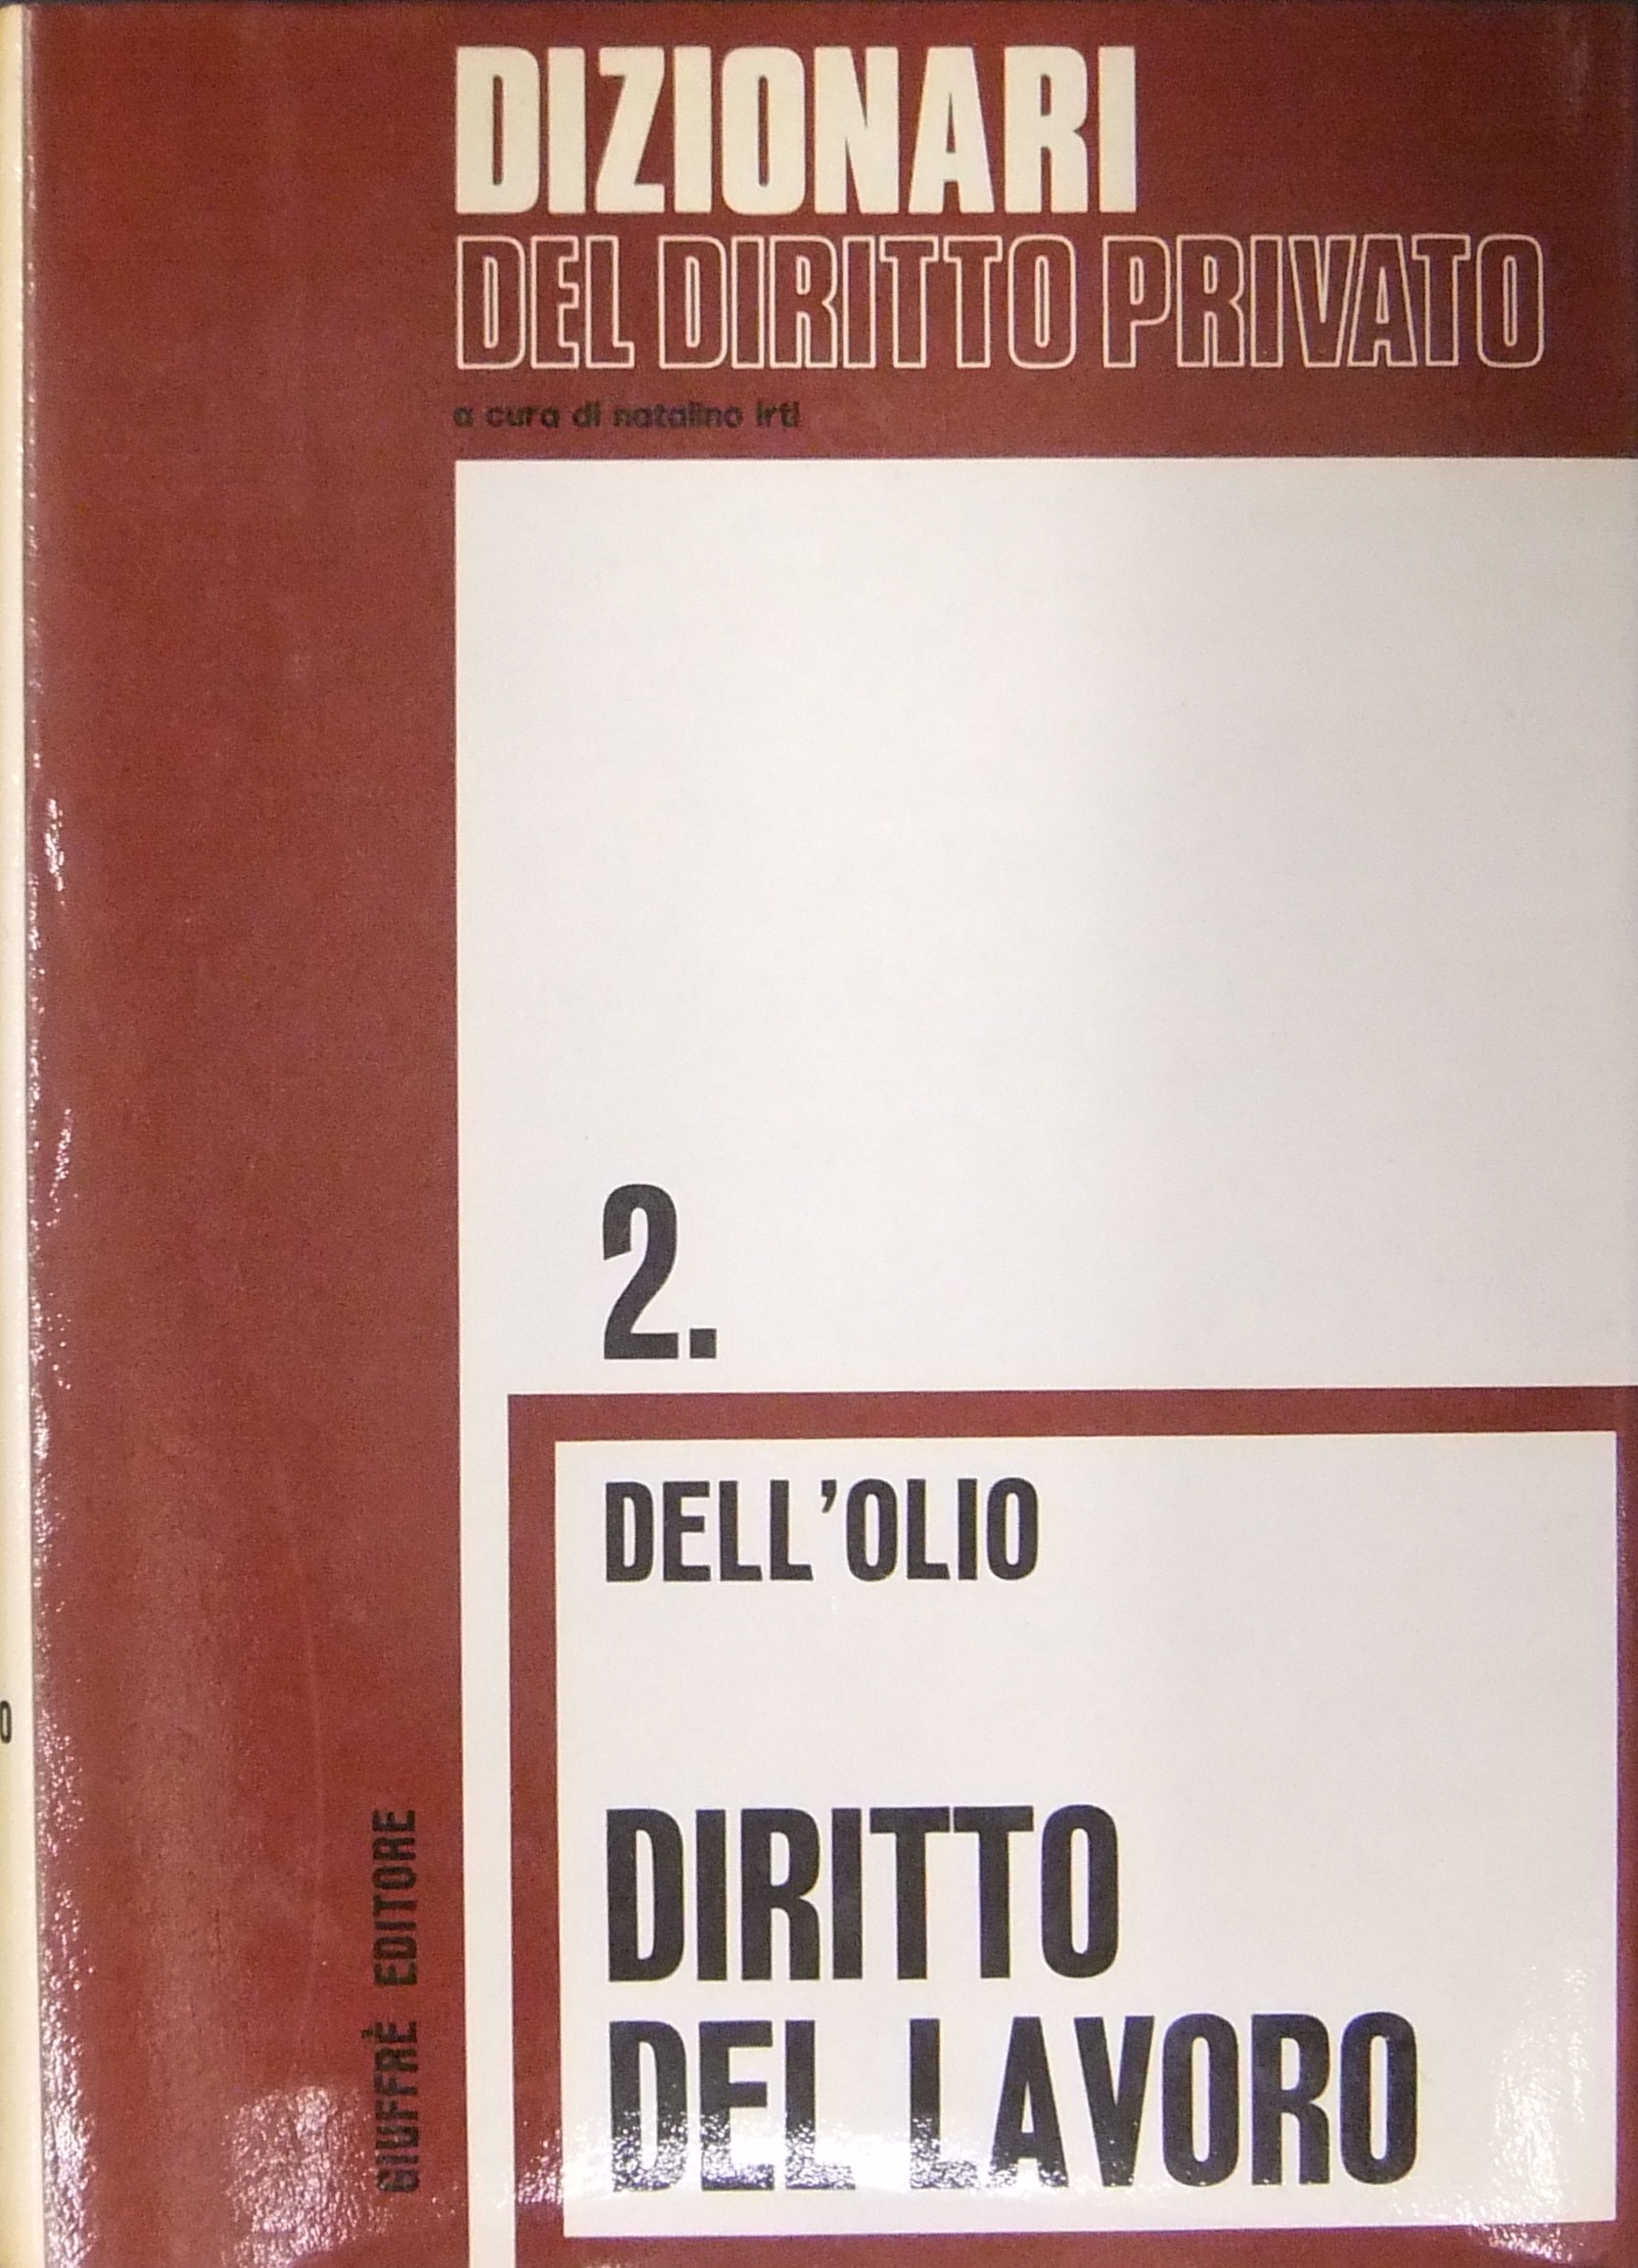 DIZIONARI
DEL DIRITTO PRIVATO
a cura di natalino irti
2.
DELL'OLIO
DIRITTO
DEL LAVORO
GIUFFRÈ EDITORE